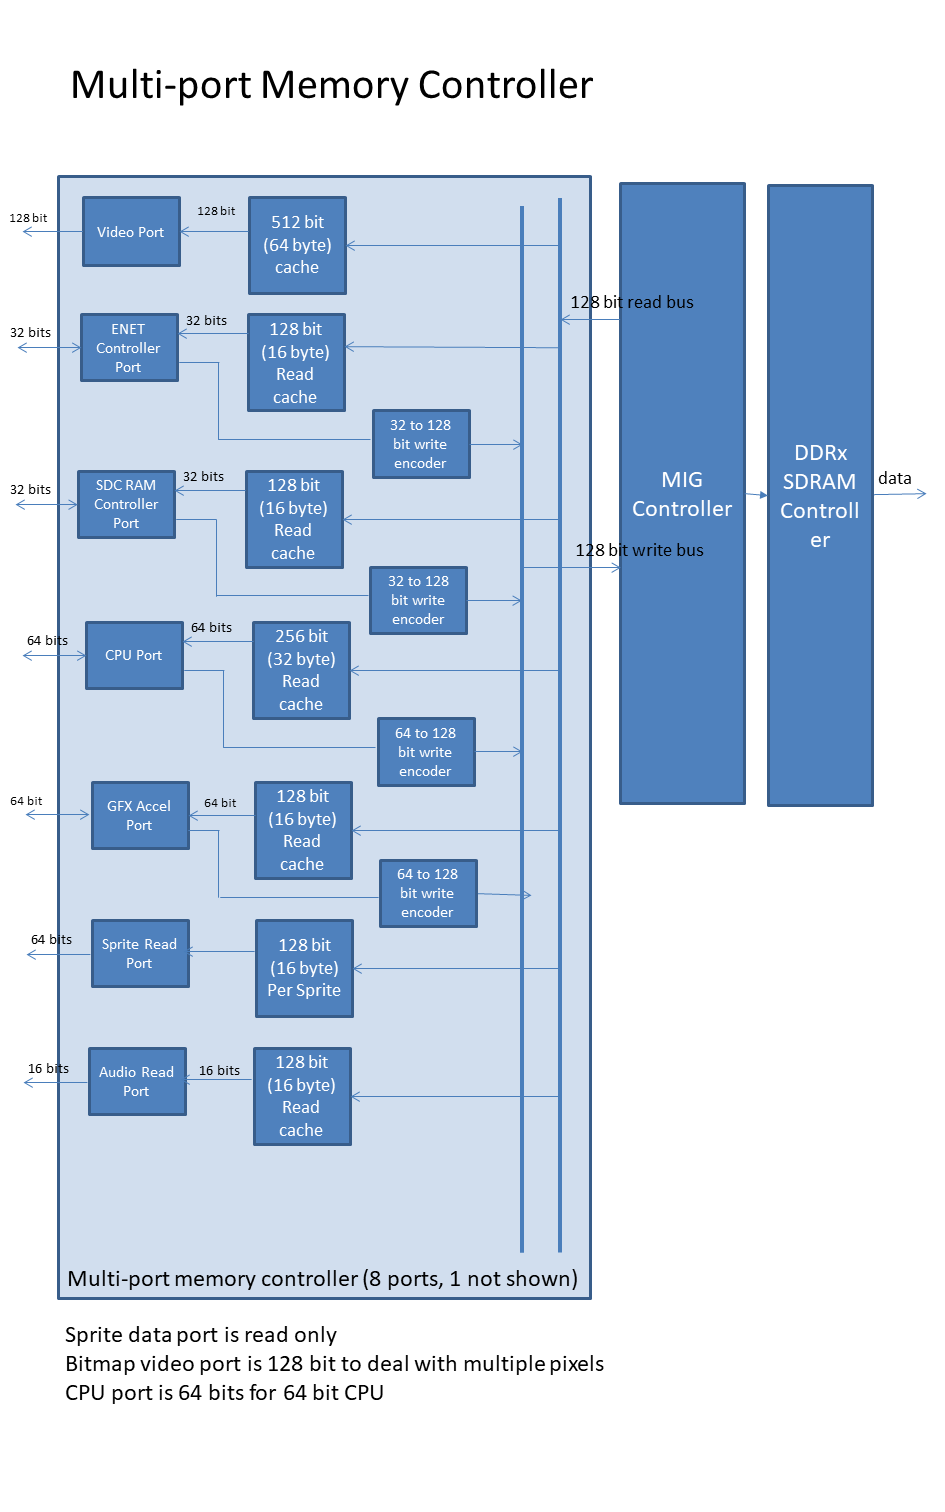 Multi-port Memory Controller
128 bit
Video Port
128 bit
512 bit
(64 byte)
cache
128 bit read bus
32 bits
ENET
Controller
Port
32 bits
128 bit
(16 byte)
Read
cache
32 to 128
bit write
encoder
32 bits
SDC RAM
Controller
Port
32 bits
128 bit
(16 byte)
Read
cache
32 to 128
bit write
encoder
MIG
Controller
DDRx
SDRAM
Controll
er
data
128 bit write bus
64 bits
CPU Port
64 bits
256 bit
(32 byte)
Read
cache
64 to 128
bit write
encoder
64 bit
GFX Accel
Port
64 bit
128 bit
(16 byte)
Read
cache
64 to 128
bit write
encoder
64 bits
Sprite Read
Port
128 bit
(16 byte)
Per Sprite
16 bits
Audio Read
Port
16 bits
128 bit
(16 byte)
Read
cache
Multi-port memory controller (8 ports, 1 not shown)
Sprite data port is read only
Bitmap video port is 128 bit to deal with multiple pixels
CPU port is 64 bits for 64 bit CPU